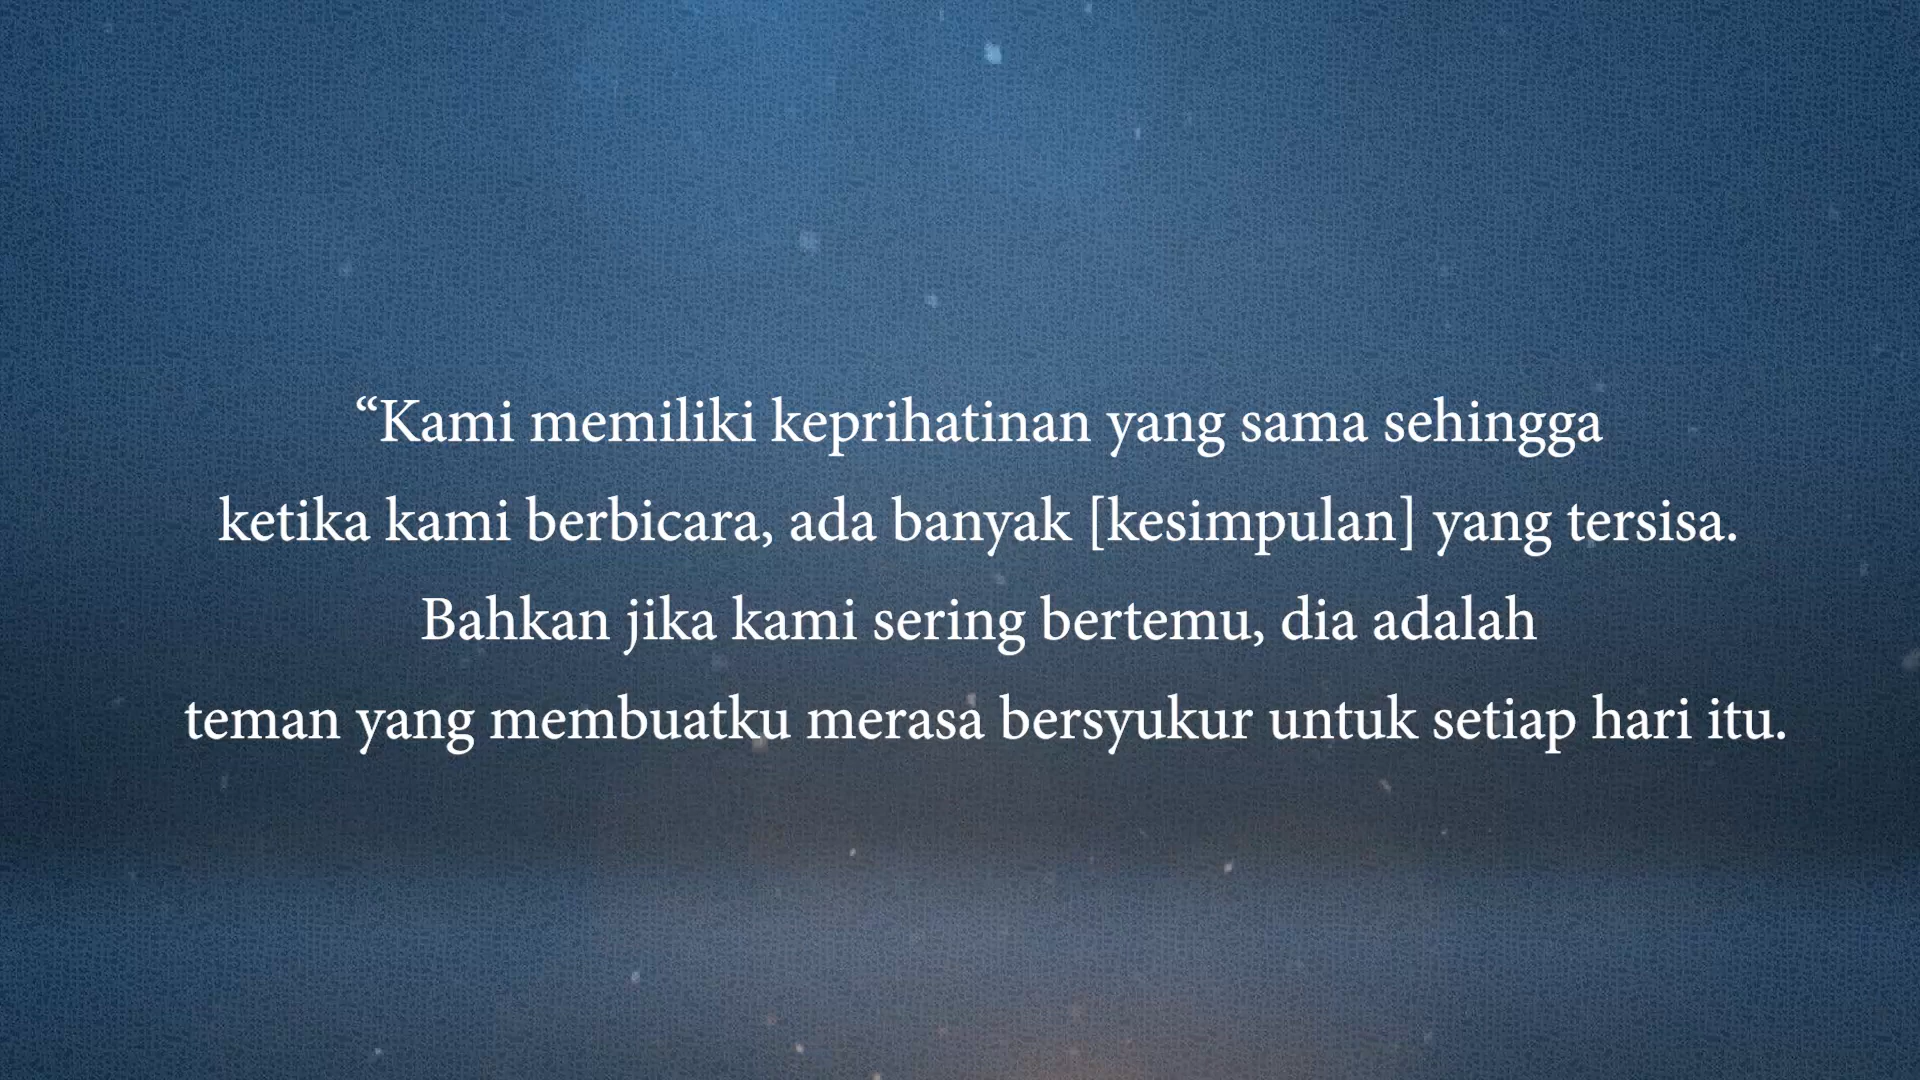 “Kami memiliki keprihatinan yang sama sehingga
ketika kami berbicara, ada banyak [kesimpulan] yang tersisa.
Bahkan jika kami sering bertemu, dia adalah
teman yang membuatku merasa bersyukur untuk setiap hari itu.